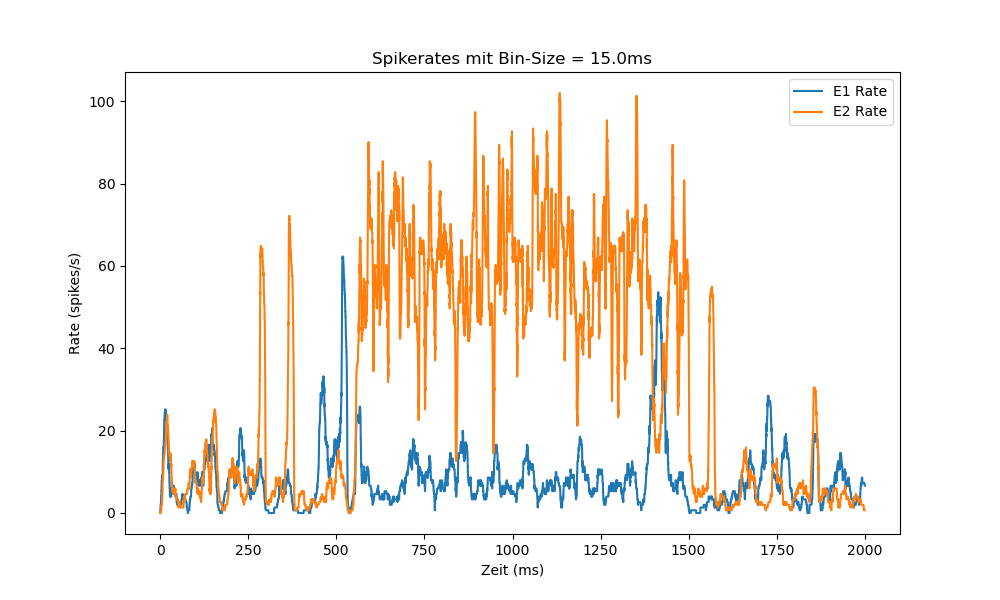 Spikerates mit Bin-Size = 15.0ms
E1 Rate
E2 Rate
100
80
60
40
20
0
Rate (spikes/s)
0 250 500 750 1000 1250 1500 1750 2000
Zeit (ms)